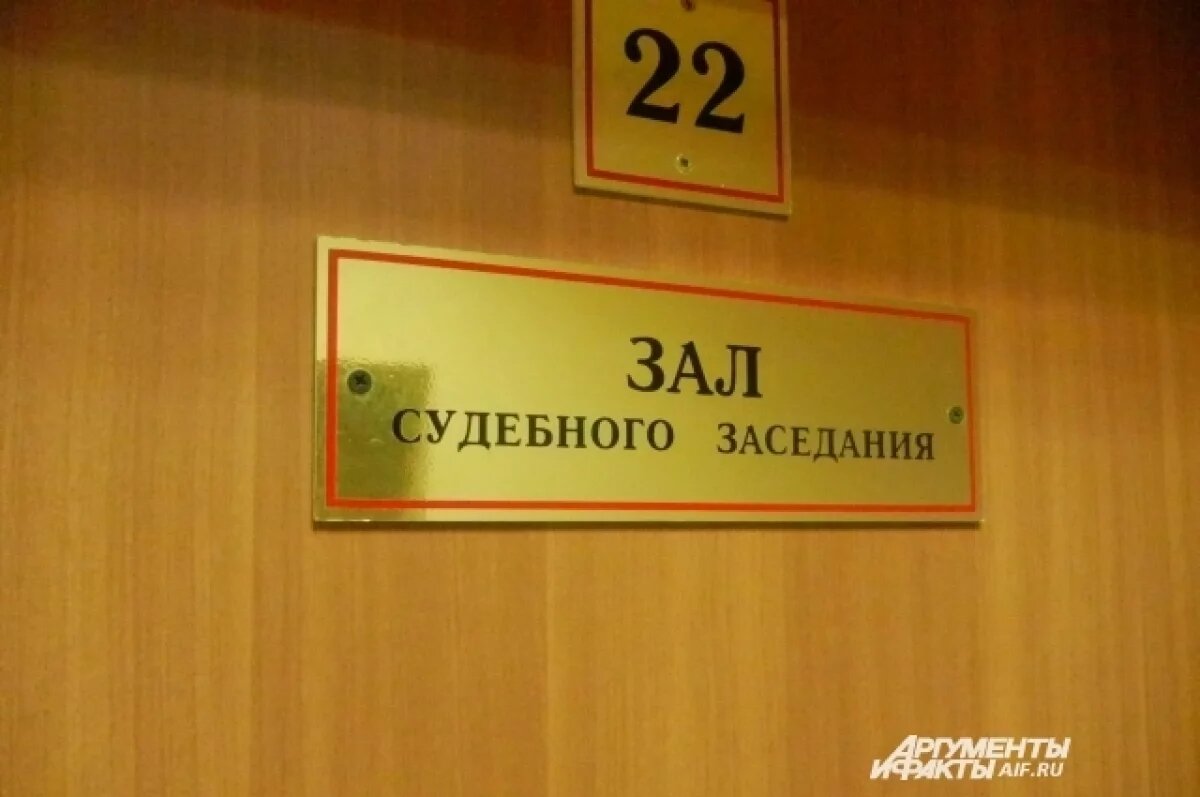 22
ЗАЛ
СУДЕБНОГО ЗАСЕДАНИЯ
АРГУМЕНТЫ
И ФАКТЫ AIF.RU